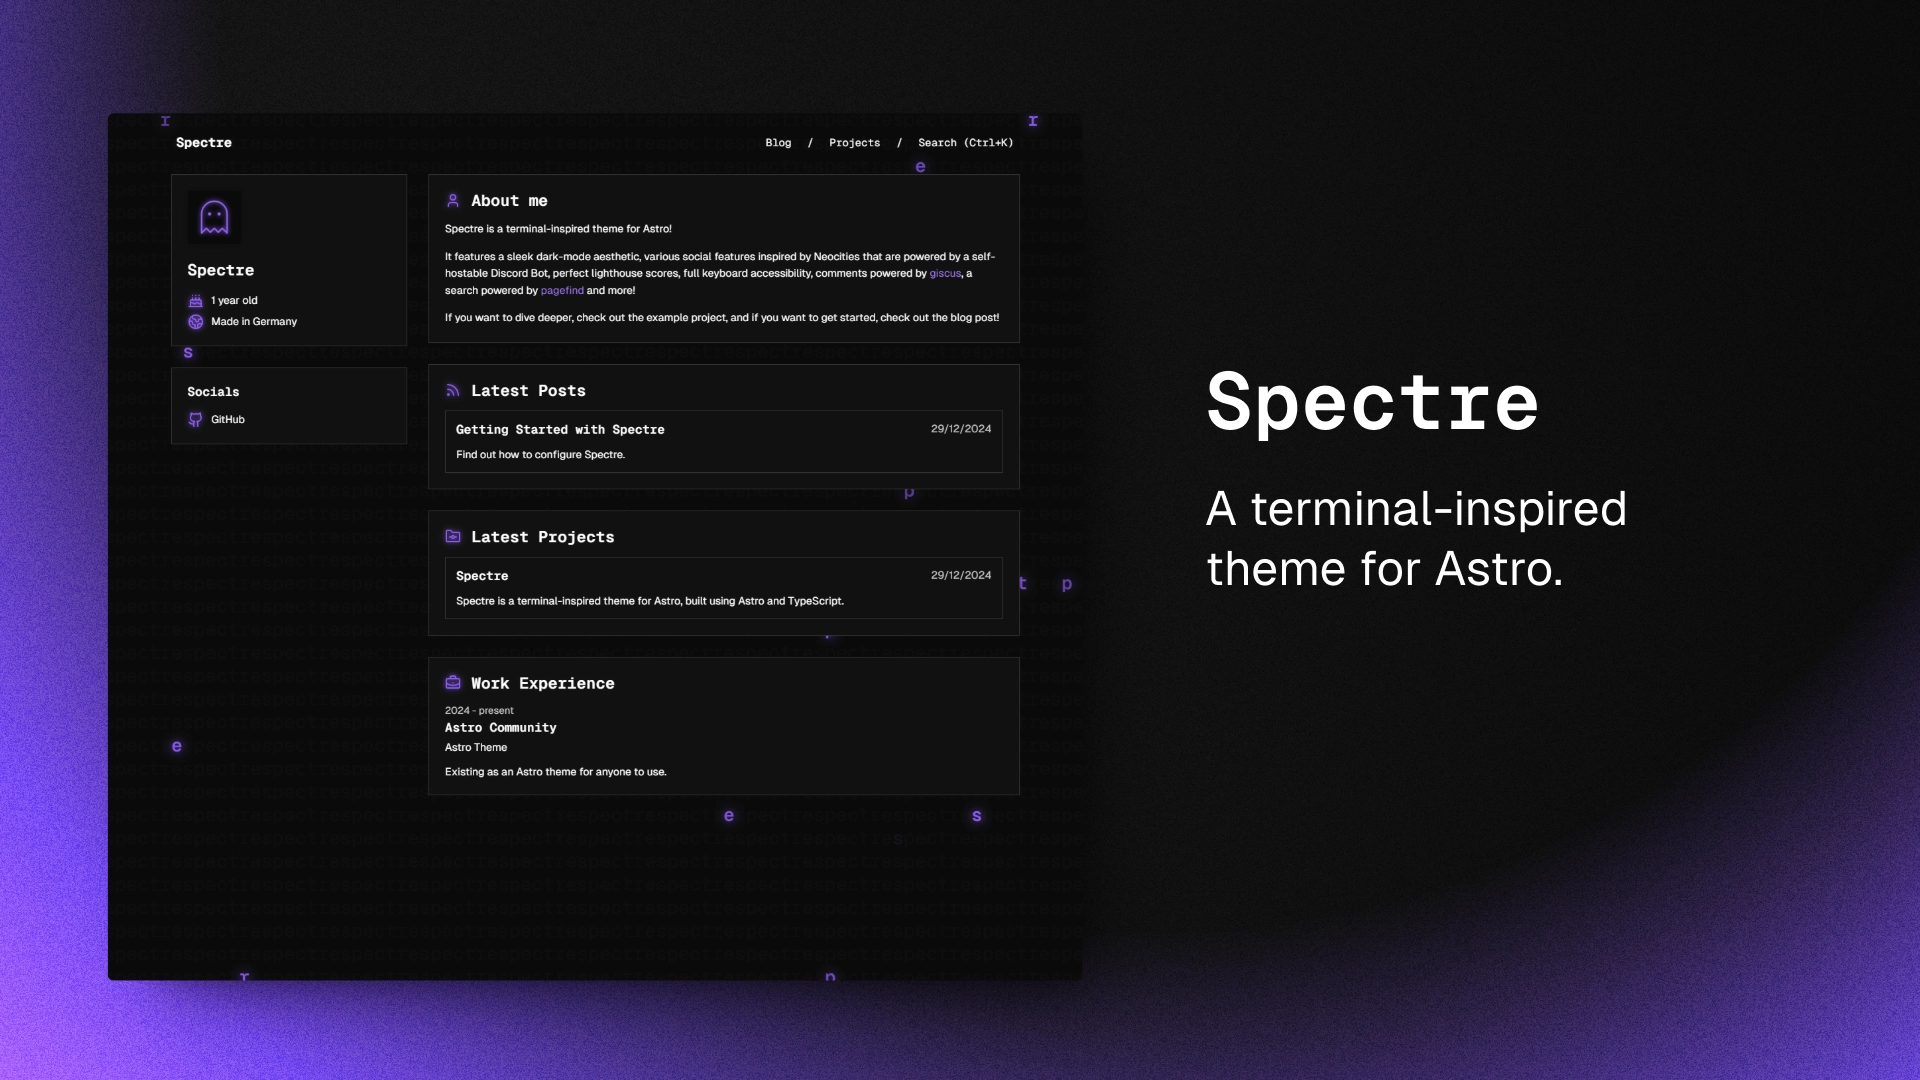 Spectre
Blog / Projects / Search (Ctrl+K)
Spectre
1 year old
Made in Germany
Socials
GitHub
About me
Spectre is a terminal-inspired theme for Astro!
It features a sleek dark-mode aesthetic, various social features inspired by Neocities that are powered by a self-
hostable Discord Bot, perfect lighthouse scores, full keyboard accessibility, comments powered by giscus, a
search powered by pagefind and more!
If you want to dive deeper, check out the example project, and if you want to get started, check out the blog post!
Latest Posts
Getting Started with Spectre 29/12/2024
Find out how to configure Spectre.
Latest Projects
Spectre 29/12/2024
Spectre is a terminal-inspired theme for Astro, built using Astro and TypeScript.
Work Experience
2024 - present
Astro Community
Astro Theme
Existing as an Astro theme for anyone to use.
Spectre
A terminal-inspired
theme for Astro.